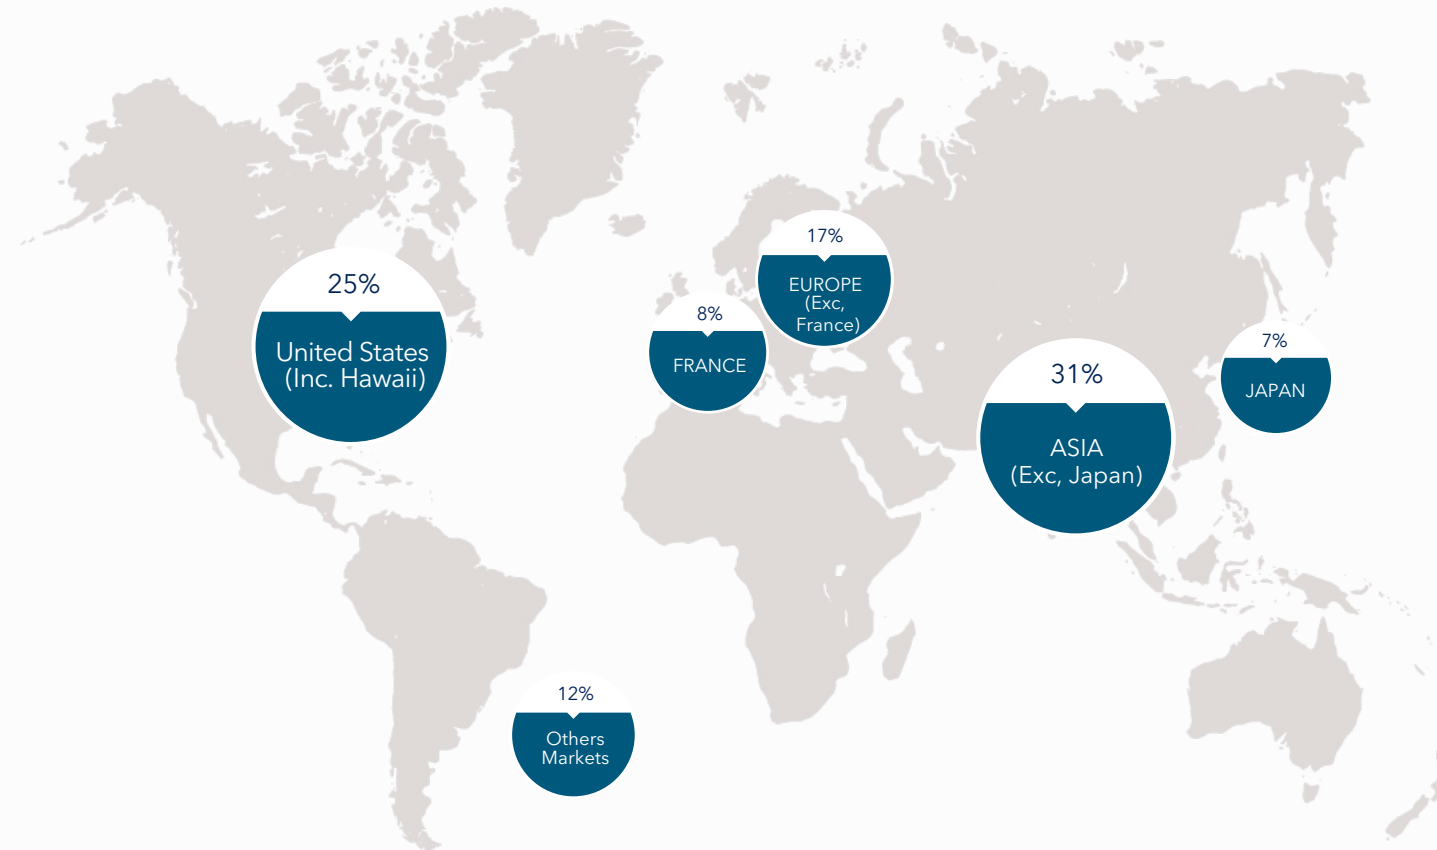 17%
EUROPE
(Exc,
France)
25%
United States
(Inc. Hawaii)
8%
FRANCE
7%
JAPAN
31%
ASIA
(Exc, Japan)
12%
Others
Markets